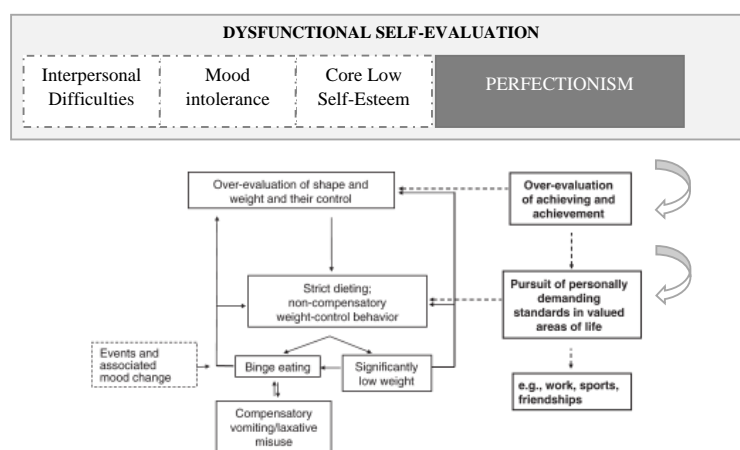 DYSFUNCTIONAL SELF-EVALUATION
Interpersonal
Difficulties
Mood
intolerance
Core Low
Self-Esteem
PERFECTIONISM
Over-evaluation of shape and
weight and their control
Over-evaluation
of achieving and
achievement
Strict dieting;
non-compensatory
weight-control behavior
Pursuit of personally
demanding
standards in valued
areas of life
Events and
associated
mood change
Binge eating
Significantly
low weight
e.g., work, sports,
friendships
Compensatory
vomiting/laxative
misuse